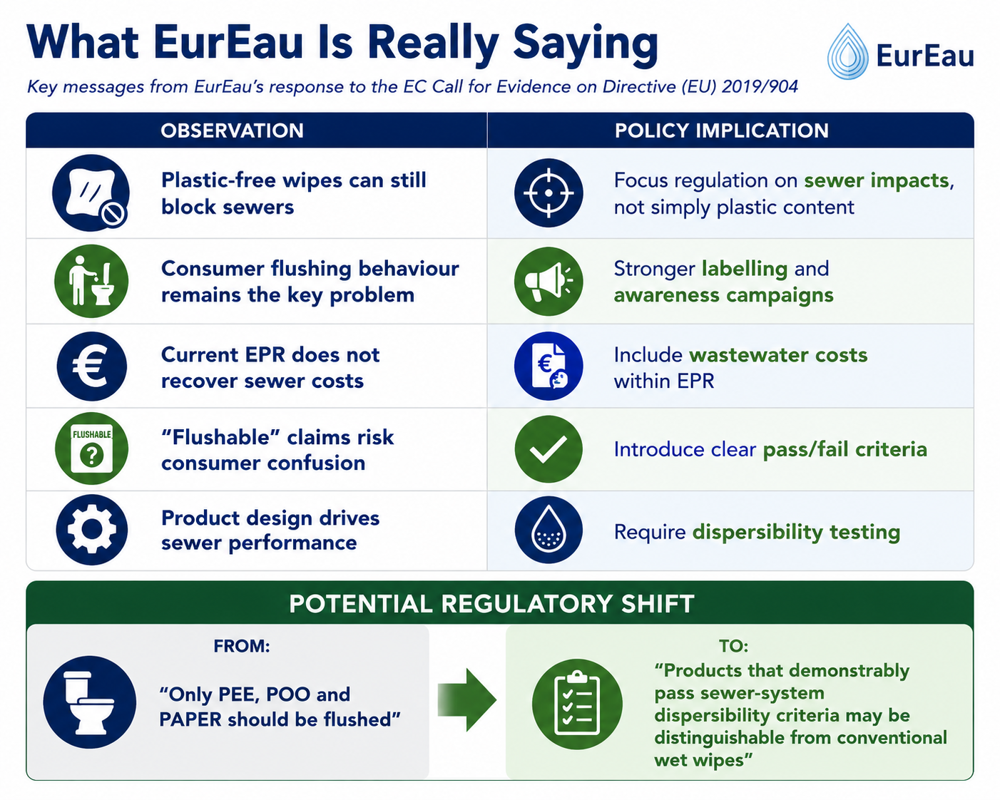 What EurEau Is Really Saying
EurEau
Key messages from EurEau’s response to the EC Call for Evidence on Directive (EU) 2019/904
OBSERVATION
POLICY IMPLICATION
Plastic-free wipes can still
block sewers
Focus regulation on sewer impacts,
not simply plastic content
Consumer flushing behaviour
remains the key problem
Stronger labelling and
awareness campaigns
€
Current EPR does not
recover sewer costs
€
Include wastewater costs
within EPR
FLUSHABLE
?
“Flushable” claims risk
consumer confusion
Introduce clear pass/fail criteria
Product design drives
sewer performance
Require dispersibility testing
POTENTIAL REGULATORY SHIFT
FROM:
“Only PEE, POO and
PAPER should be flushed”
TO:
“Products that demonstrably
pass sewer-system
dispersibility criteria may be
distinguishable from conventional
wet wipes”